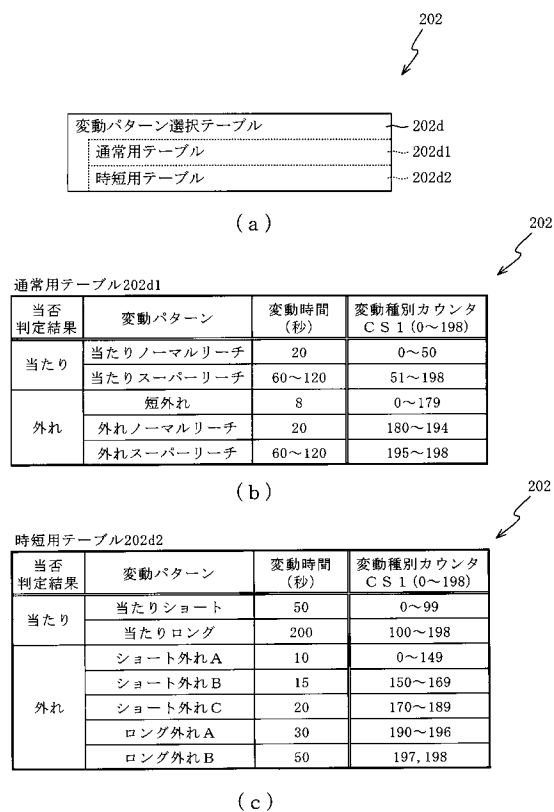 202
変動パターン選択テーブル 202d
通常用テーブル 202d1
時短用テーブル 202d2
(a)
202
通常用テーブル202d1
当否判定結果 変動パターン 変動時間(秒) 変動種別カウンタCS1(0~198)
当たり 当たりノーマルリーチ 20 0~50
当たりスーパーリーチ 60~120 51~198
外れ 短外れ 8 0~179
外れノーマルリーチ 20 180~194
外れスーパーリーチ 60~120 195~198
(b)
202
時短用テーブル202d2
当否判定結果 変動パターン 変動時間(秒) 変動種別カウンタCS1(0~198)
当たり 当たりショート 50 0~99
当たりロング 200 100~198
外れ ショート外れA 10 0~149
ショート外れB 15 150~169
ショート外れC 20 170~189
ロング外れA 30 190~196
ロング外れB 50 197,198
(c)